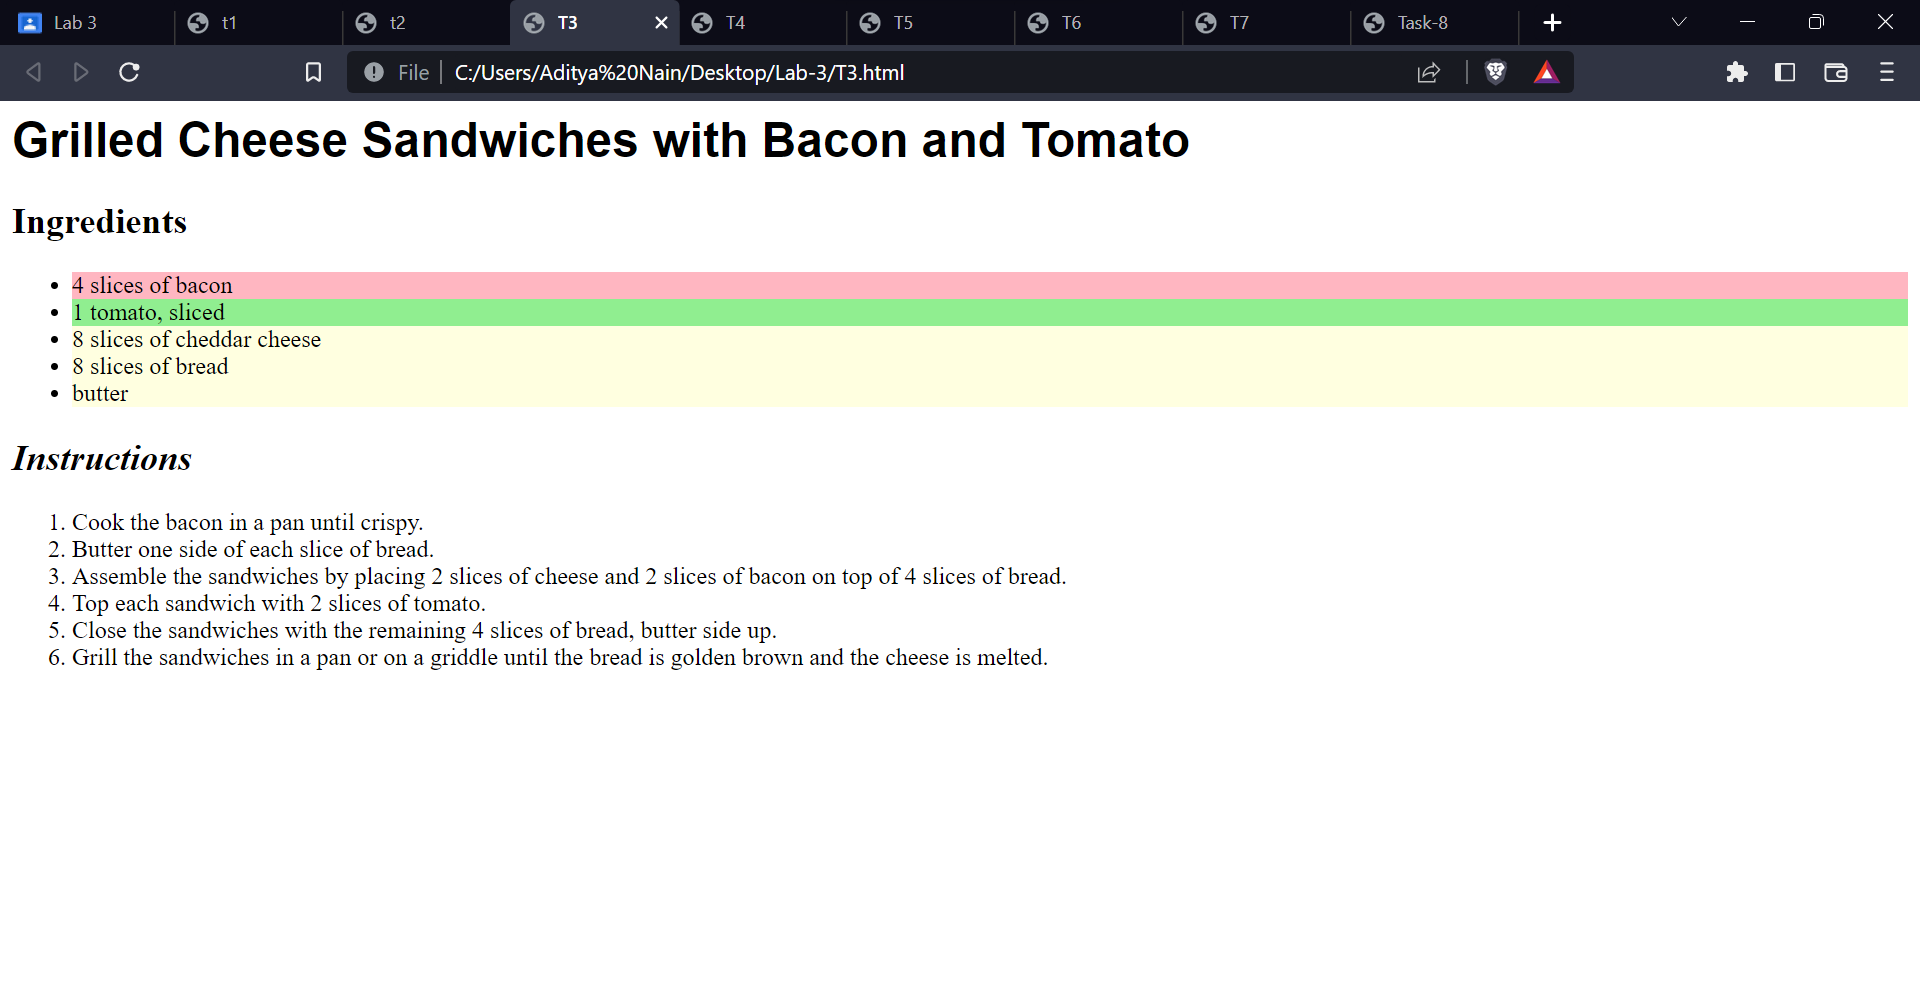 Lab 3
t1
t2
T3
T4
T5
T6
T7
Task-8
File
C:/Users/Aditya%20Nain/Desktop/Lab-3/T3.html
Grilled Cheese Sandwiches with Bacon and Tomato
Ingredients
• 4 slices of bacon
• 1 tomato, sliced
• 8 slices of cheddar cheese
• 8 slices of bread
• butter
Instructions
1. Cook the bacon in a pan until crispy.
2. Butter one side of each slice of bread.
3. Assemble the sandwiches by placing 2 slices of cheese and 2 slices of bacon on top of 4 slices of bread.
4. Top each sandwich with 2 slices of tomato.
5. Close the sandwiches with the remaining 4 slices of bread, butter side up.
6. Grill the sandwiches in a pan or on a griddle until the bread is golden brown and the cheese is melted.